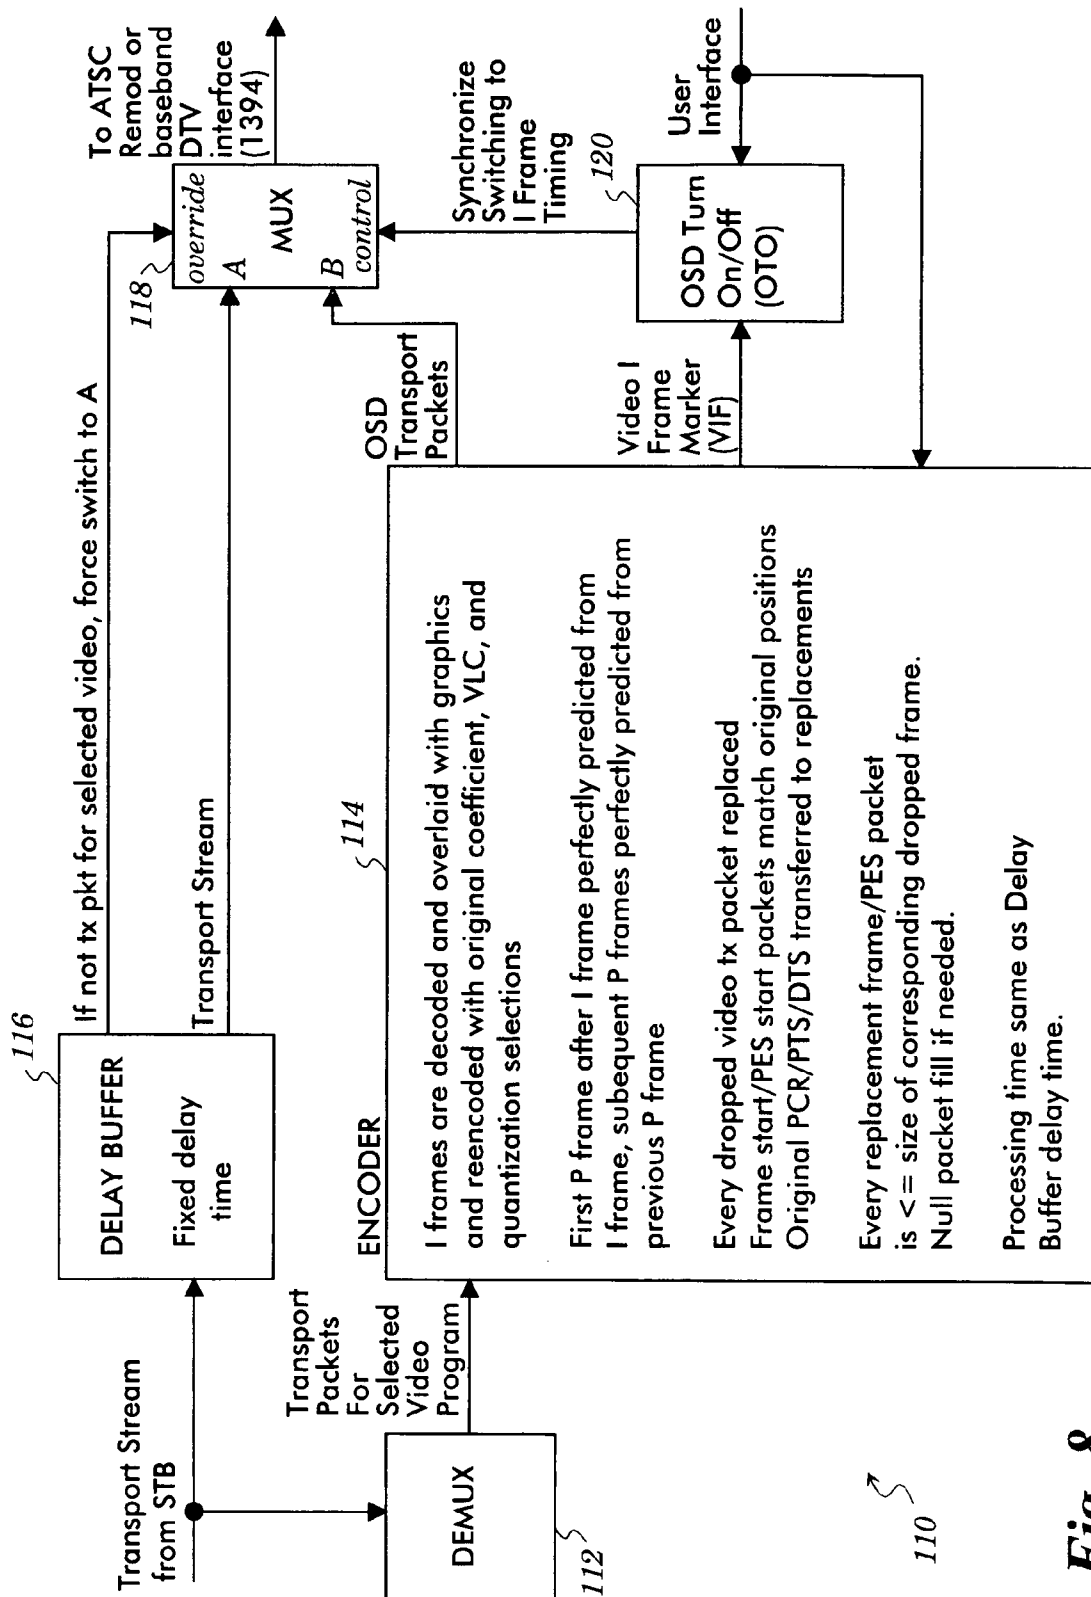 Transport Stream
from STB
DEMUX
112
116
DELAY BUFFER
Fixed delay
time
If not tx pkt for selected video, force switch to A
Transport Stream
Transport
Packets
For
Selected
Video
Program
ENCODER
114
I frames are decoded and overlaid with graphics
and reencoded with original coefficient, VLC, and
quantization selections
First P frame after I frame perfectly predicted from
I frame, subequent P frames perfectly predicted from
previous P frame
Every dropped video tx packet replaced
Frame start/PES start packets match original positions
Original PCR/PTS/DTS transferred to replacements
Every replacement frame/PES packet
is <= size of corresponding dropped frame.
Null packet fill if needed.
Processing time same as Delay
Buffer delay time.
OSD
Transport
Packets
Video I
Frame
Marker
(VIF)
118
override
A
MUX
B
control
To ATSC
Remod or
baseband
DTV
interface
(1394)
Synchronize
Switching to
I Frame
Timing
120
OSD Turn
On/Off
(OTO)
User
Interface
110
Fig. 8